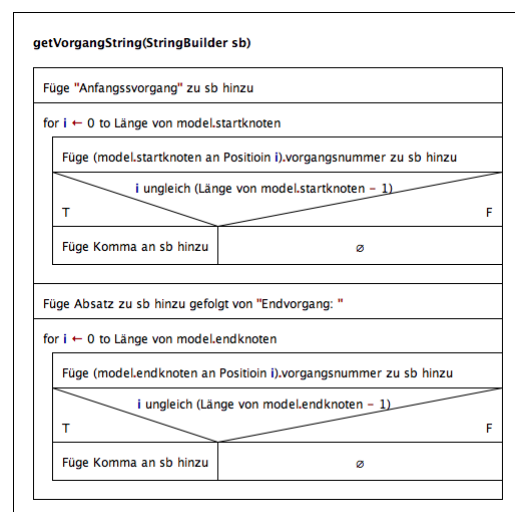 getVorgangString(StringBuilder sb)
Füge "Anfangssvorgang" zu sb hinzu
for i ← 0 to Länge von model.startknoten
Füge (model.startknoten an Positioin i).vorgangsnummer zu sb hinzu
i ungleich (Länge von model.startknoten - 1)
T
F
Füge Komma an sb hinzu
∅
Füge Absatz zu sb hinzu gefolgt von "Endvorgang: "
for i ← 0 to Länge von model.endknoten
Füge (model.endknoten an Positioin i).vorgangsnummer zu sb hinzu
i ungleich (Länge von model.endknoten - 1)
T
F
Füge Komma an sb hinzu
∅